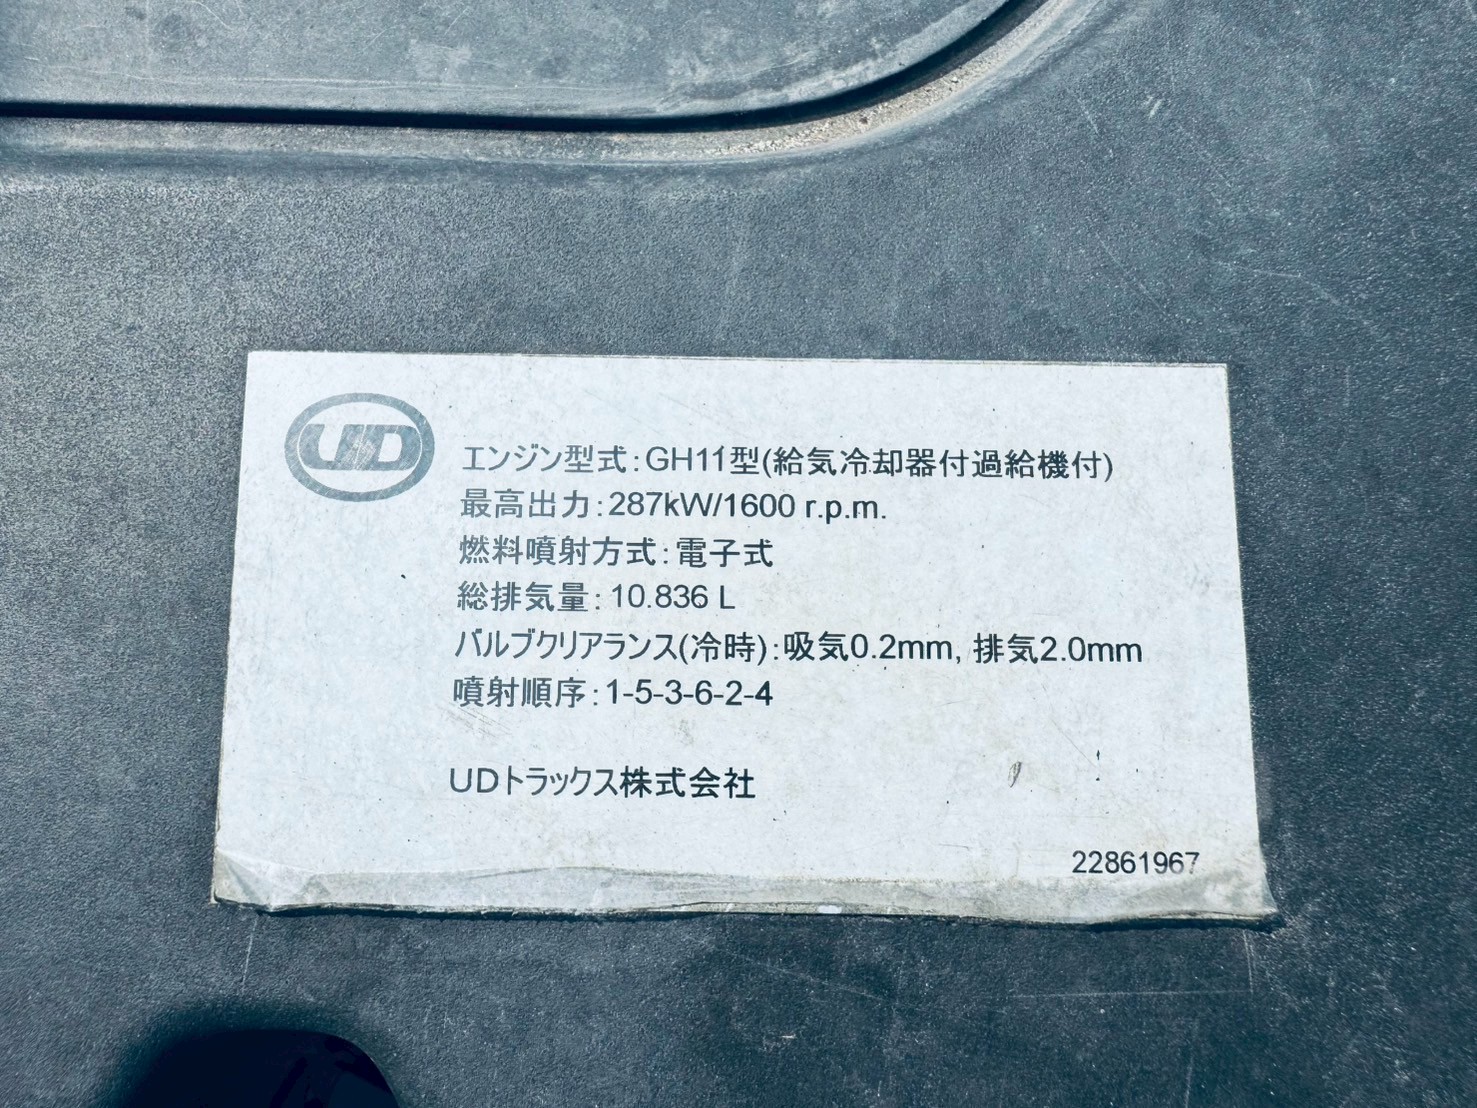 UD
エンジン型式:GH11型(給気冷却器付過給機付)
最高出力:287kW/1600 r.p.m.
燃料噴射方式:電子式
総排気量:10.836 L
バルブクリアランス(冷時):吸気0.2mm, 排気2.0mm
噴射順序:1-5-3-6-2-4
UDトラックス株式会社
22861967